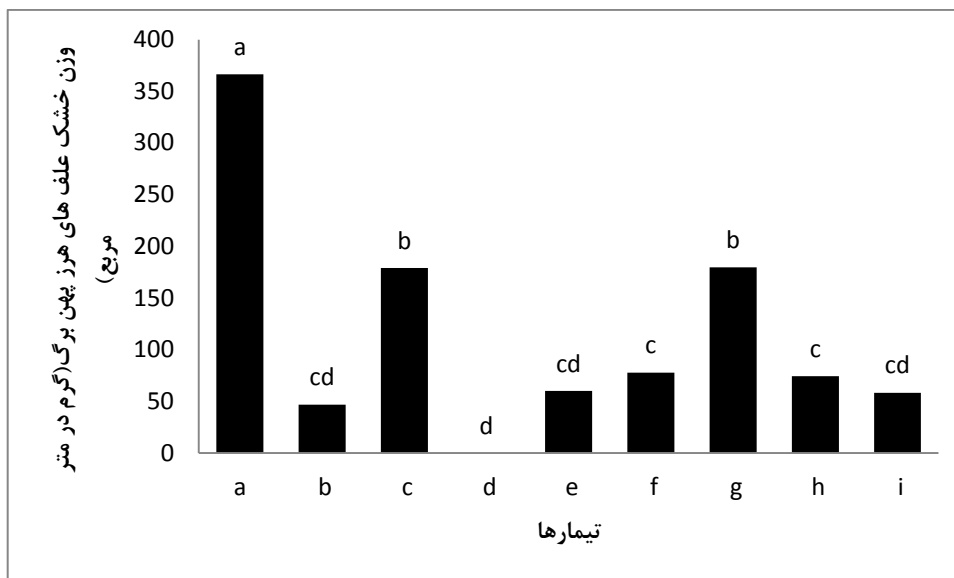 وزن خشک علف های هرز پهن برگ(گرم در متر
مربع)
400
350
300
250
200
150
100
50
0
a
cd
b
d
cd
c
b
c
cd
a b c d e f g h i
تیمارها